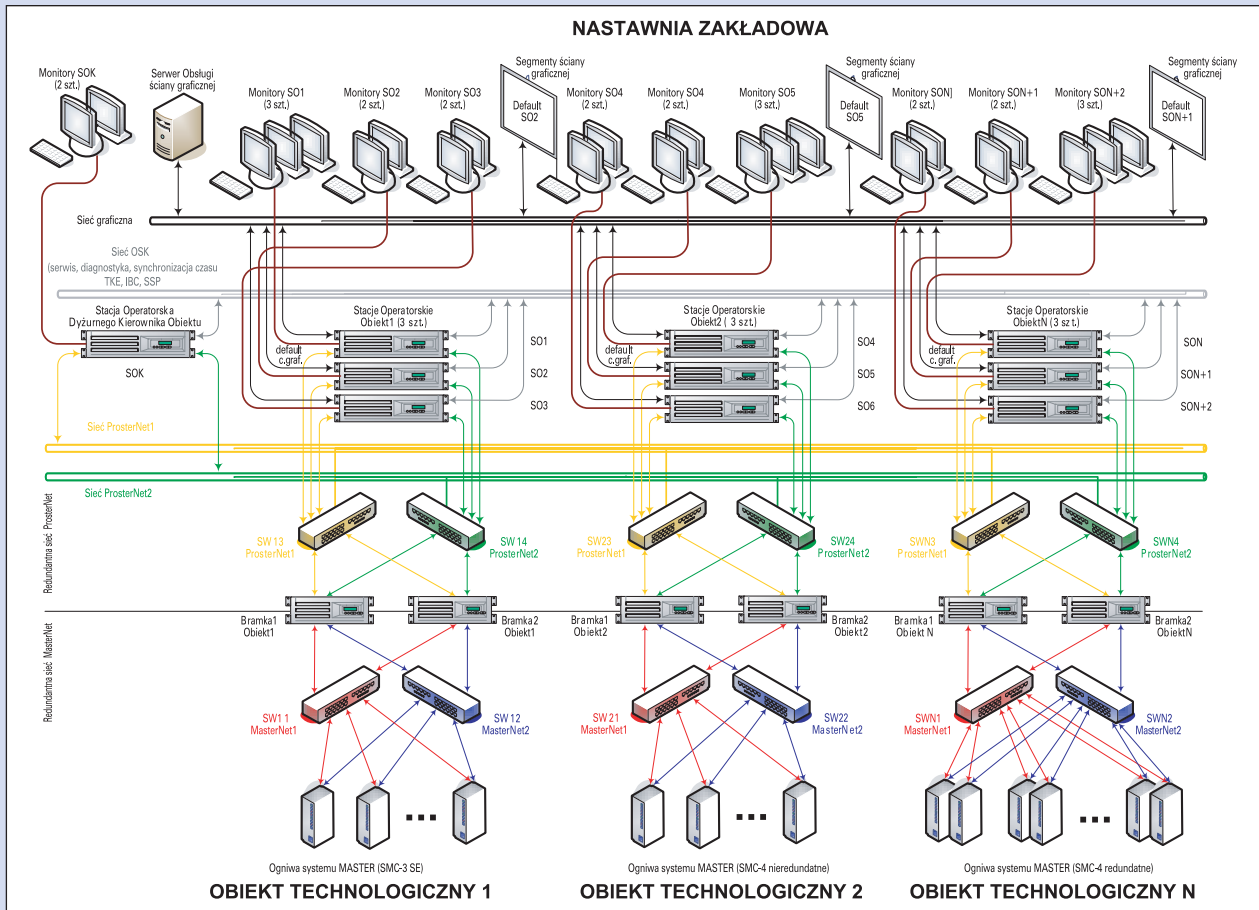 NASTAWNIA ZAKŁADOWA
Monitory SOK
(2 szt.)
Serwer Obsługi
ściany graficznej
Monitory SO1
(3 szt.)
Monitory SO2
(2 szt.)
Monitory SO3
(2 szt.)
Segmenty ściany
graficznej
Default
SO2
Monitory SO4
(2 szt.)
Monitory SO4
(2 szt.)
Monitory SO5
(3 szt.)
Segmenty ściany
graficznej
Default
SO5
Monitory SON]
(2 szt.)
Monitory SON+1
(2 szt.)
Monitory SON+2
(3 szt.)
Segmenty ściany
graficznej
Default
SON+1
Sieć graficzna
Sieć OSK
(serwis, diagnostyka, synchronizacja czasu
TKE, IBC, SSP)
Stacja Operatorska
Dyżurnego Kierownika Obiektu
SOK
Stacje Operatorskie
Obiekt1 (3 szt.)
default
c.graf.
SO1
SO2
SO3
Stacje Operatorskie
Obiekt2 ( 3 szt.)
default
c.graf.
SO4
SO5
SO6
Stacje Operatorskie
ObiektN (3 szt.)
default
c.graf.
SON
SON+1
SON+2
Sieć ProsterNet1
Sieć ProsterNet2
Redundantna sieć ProsterNet
SW13
ProsterNet1
SW14
ProsterNet2
SW23
ProsterNet1
SW24
ProsterNet2
SWN3
ProsterNet1
SWN4
ProsterNet2
Bramka1
Obiekt1
Bramka2
Obiekt1
Bramka1
Obiekt2
Bramka2
Obiekt2
Bramka1
Obiekt N
Bramka2
ObiektN
Redundantna sieć MasterNet
SW1 1
MasterNet1
SW 12
MasterNet2
SW 21
MasterNet1
SW22
MasterNet2
SWN1
MasterNet1
SWN2
MasterNet2
Ogniwa systemu MASTER (SMC-3 SE)
Ogniwa systemu MASTER (SMC-4 nieredundatne)
Ogniwa systemu MASTER (SMC-4 redundatne)
OBIEKT TECHNOLOGICZNY 1
OBIEKT TECHNOLOGICZNY 2
OBIEKT TECHNOLOGICZNY N